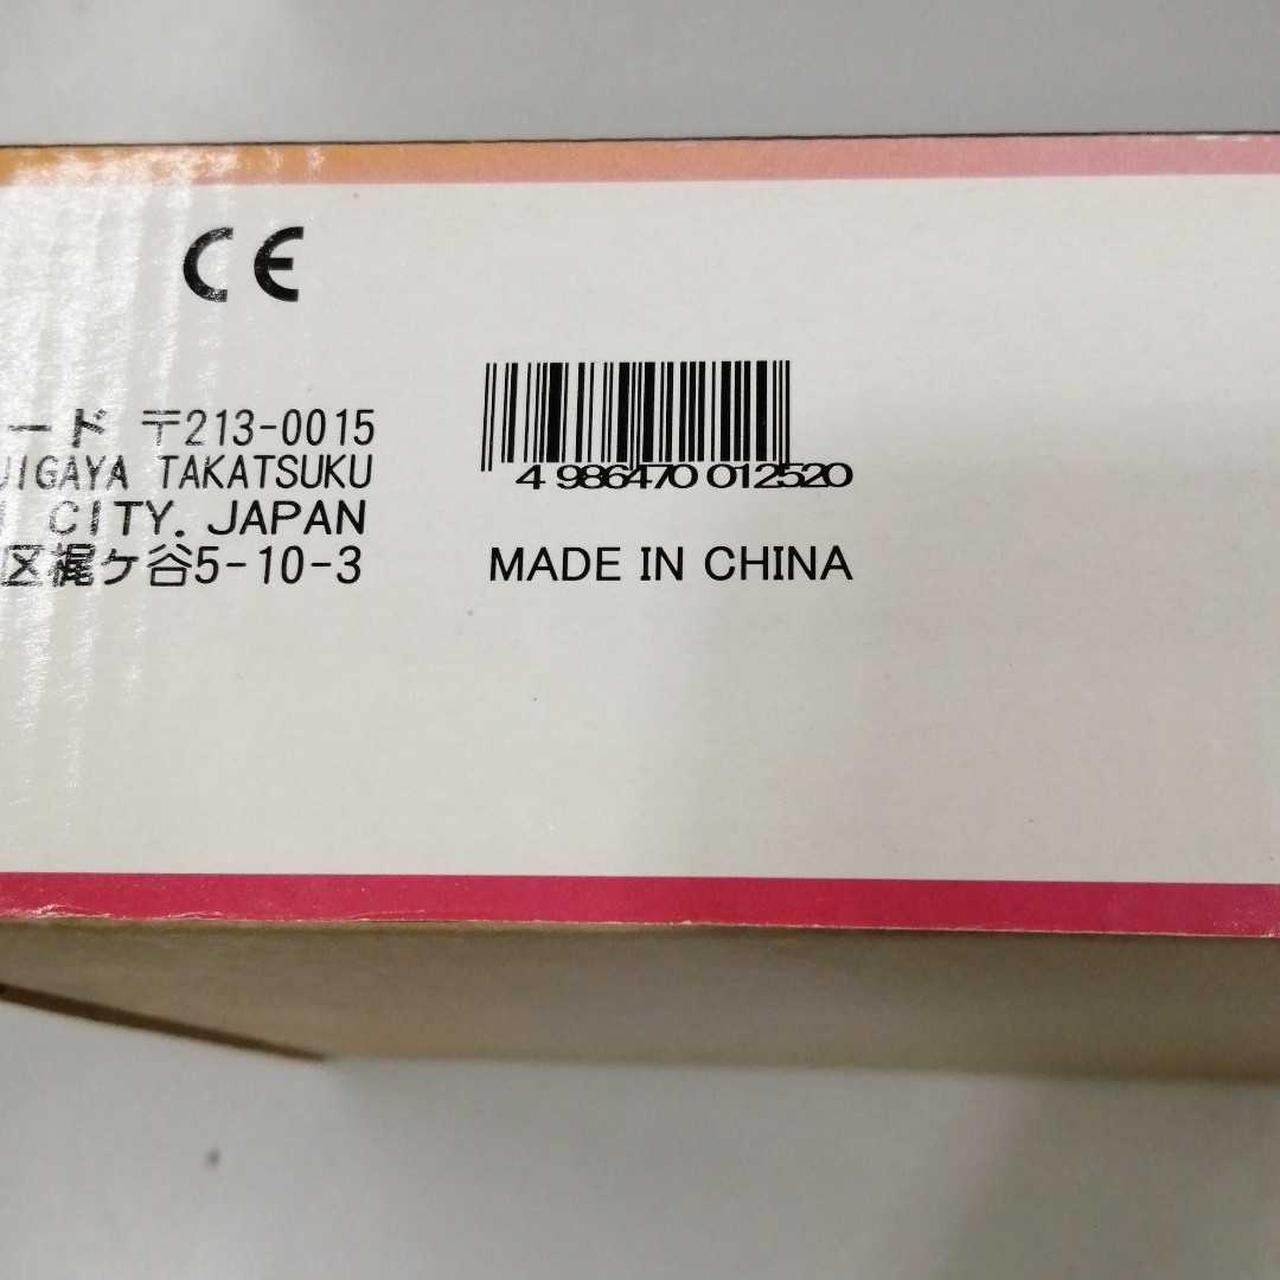 CE
ード 〒213-0015
JIGAYA TAKATSUKU
CITY. JAPAN
区梶ヶ谷5-10-3
4 986470 012520
MADE IN CHINA